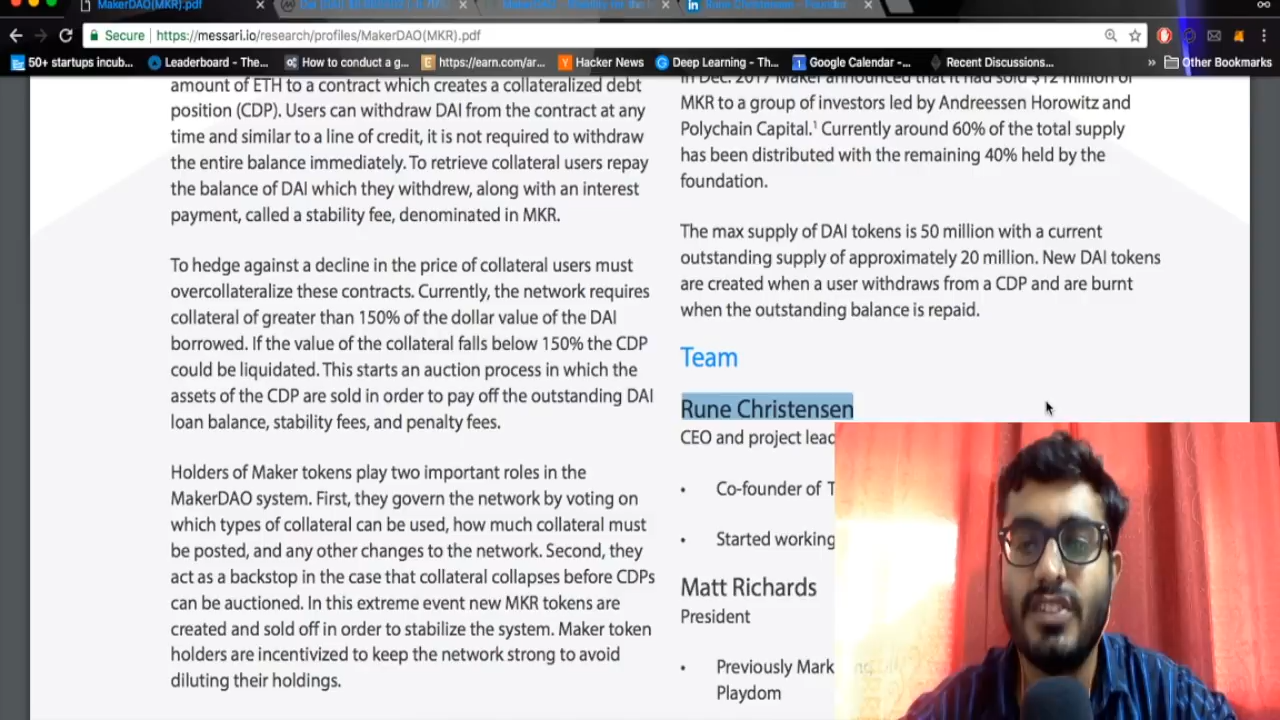 MakerDAO(MKR).pdf
Rune Christensen - Founder
Secure https://messari.io/research/profiles/MakerDAO(MKR).pdf
50+ startups incub... Leaderboard - The... How to conduct a g... https://earn.com/ar... Hacker News Deep Learning - Th... Google Calendar -... Recent Discussions... » Other Bookmarks
amount of ETH to a contract which creates a collateralized debt
position (CDP). Users can withdraw DAI from the contract at any
time and similar to a line of credit, it is not required to withdraw
the entire balance immediately. To retrieve collateral users repay
the balance of DAI which they withdrew, along with an interest
payment, called a stability fee, denominated in MKR.
To hedge against a decline in the price of collateral users must
overcollateralize these contracts. Currently, the network requires
collateral of greater than 150% of the dollar value of the DAI
borrowed. If the value of the collateral falls below 150% the CDP
could be liquidated. This starts an auction process in which the
assets of the CDP are sold in order to pay off the outstanding DAI
loan balance, stability fees, and penalty fees.
Holders of Maker tokens play two important roles in the
MakerDAO system. First, they govern the network by voting on
which types of collateral can be used, how much collateral must
be posted, and any other changes to the network. Second, they
act as a backstop in the case that collateral collapses before CDPs
can be auctioned. In this extreme event new MKR tokens are
created and sold off in order to stabilize the system. Maker token
holders are incentivized to keep the network strong to avoid
diluting their holdings.
In Dec. 2017 Maker announced that it had sold $12 million of
MKR to a group of investors led by Andreessen Horowitz and
Polychain Capital.¹ Currently around 60% of the total supply
has been distributed with the remaining 40% held by the
foundation.
The max supply of DAI tokens is 50 million with a current
outstanding supply of approximately 20 million. New DAI tokens
are created when a user withdraws from a CDP and are burnt
when the outstanding balance is repaid.
Team
Rune Christensen
CEO and project lead
• Co-founder of T
• Started working
Matt Richards
President
• Previously Mark
Playdom